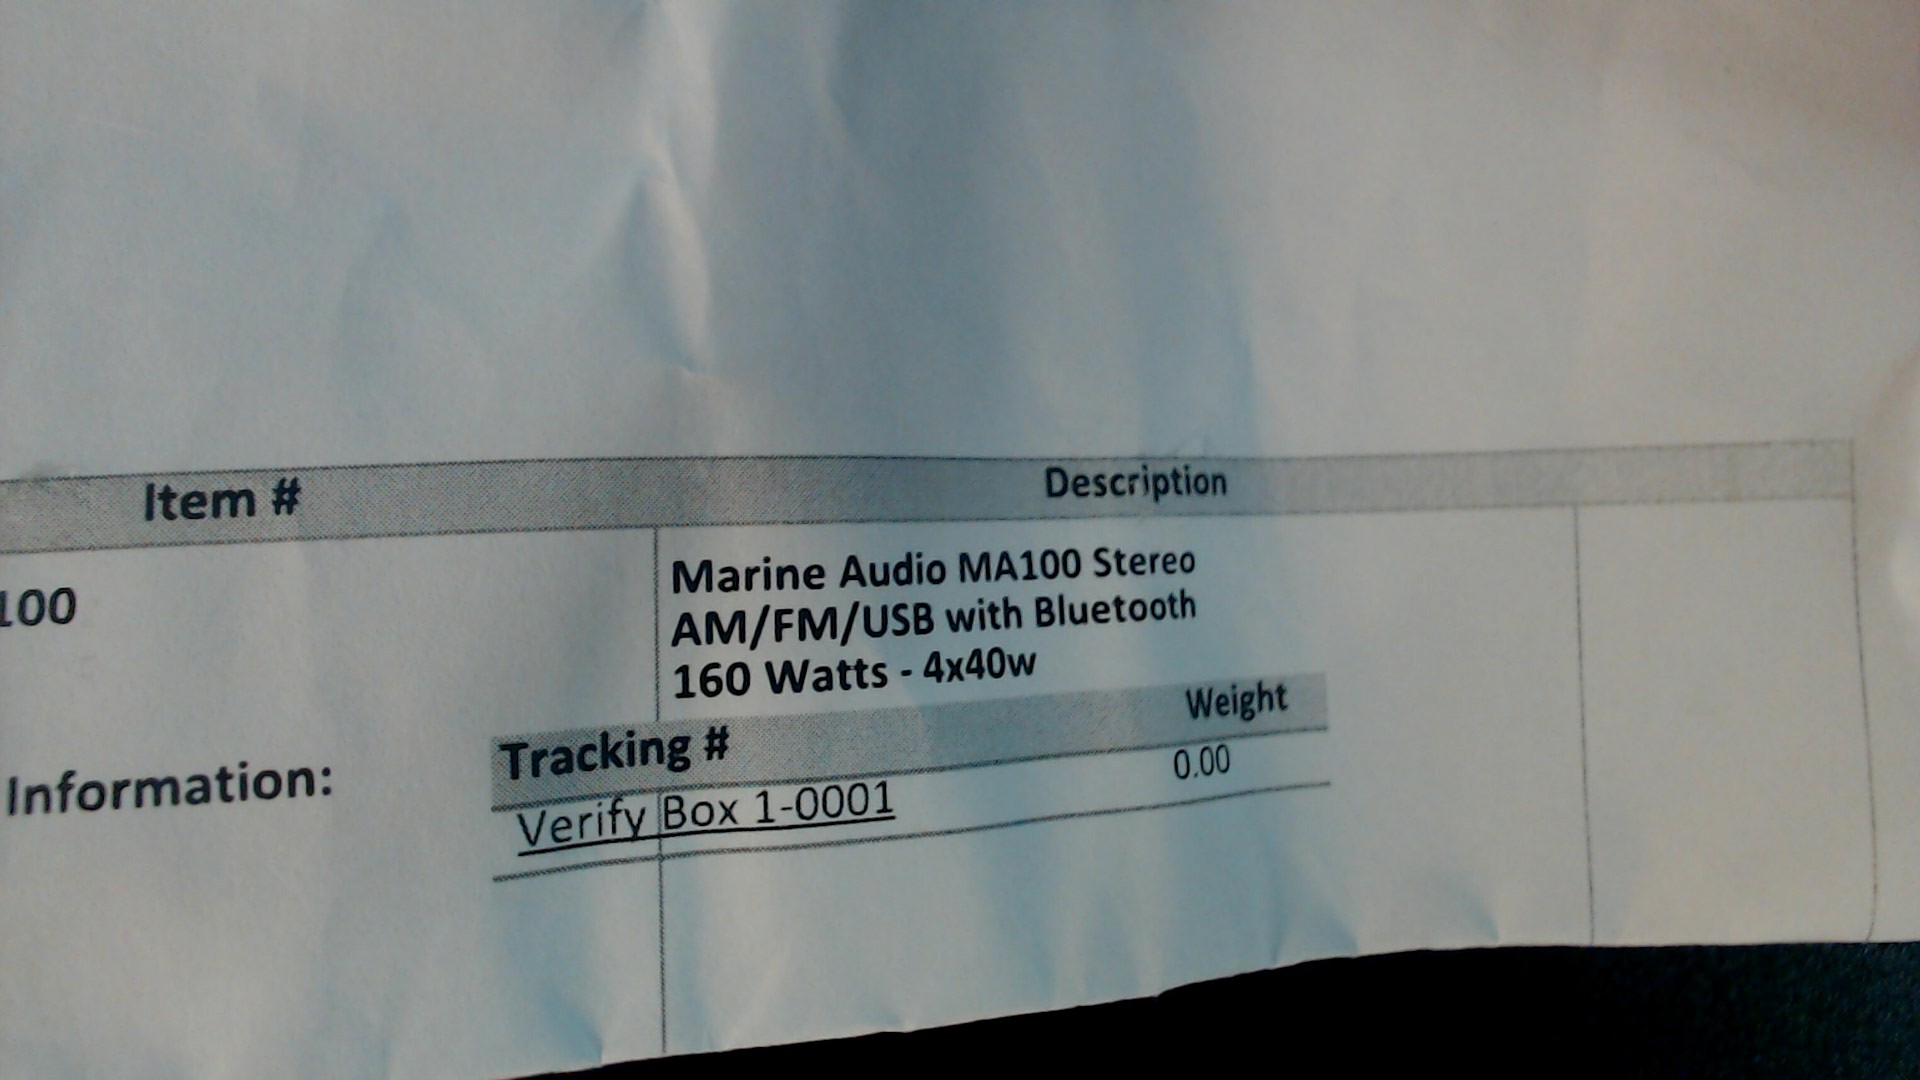 Item # Description
100 Marine Audio MA100 Stereo
AM/FM/USB with Bluetooth
160 Watts - 4x40w
Information: Tracking # Weight
Verify Box 1-0001 0.00